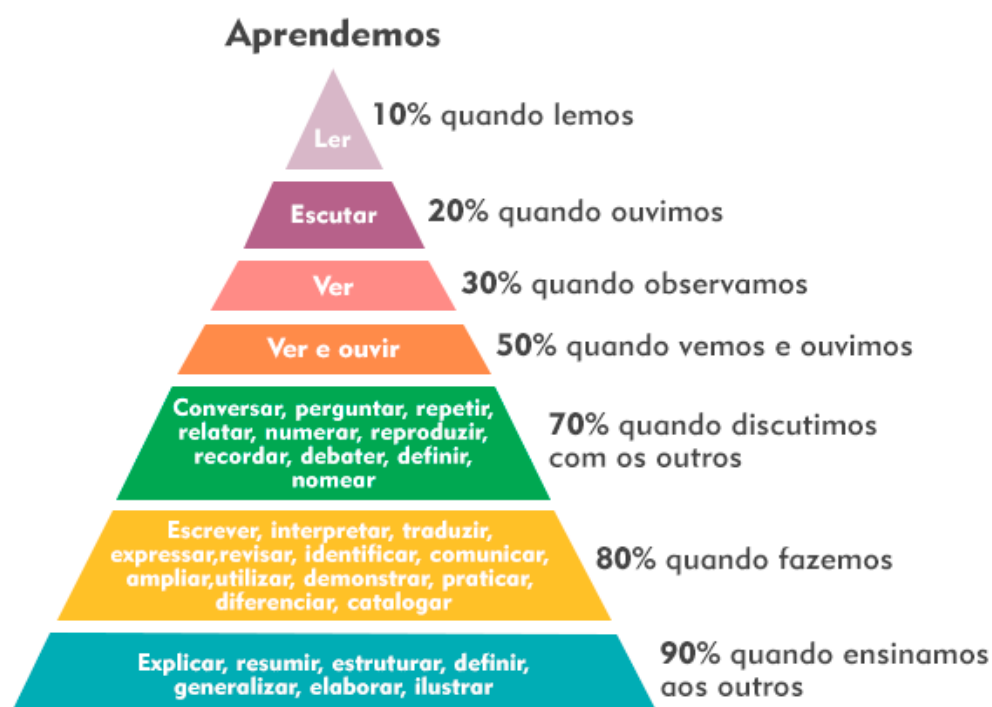 Aprendemos
Ler
10% quando lemos
Escutar
20% quando ouvimos
Ver
30% quando observamos
Ver e ouvir
50% quando vemos e ouvimos
Conversar, perguntar, repetir,
relatar, numerar, reproduzir,
recordar, debater, definir,
nomear
70% quando discutimos
com os outros
Escrever, interpretar, traduzir,
expressar,revisar, identificar, comunicar,
ampliar,utilizar, demonstrar, praticar,
diferenciar, catalogar
80% quando fazemos
Explicar, resumir, estruturar, definir,
generalizar, elaborar, ilustrar
90% quando ensinamos
aos outros